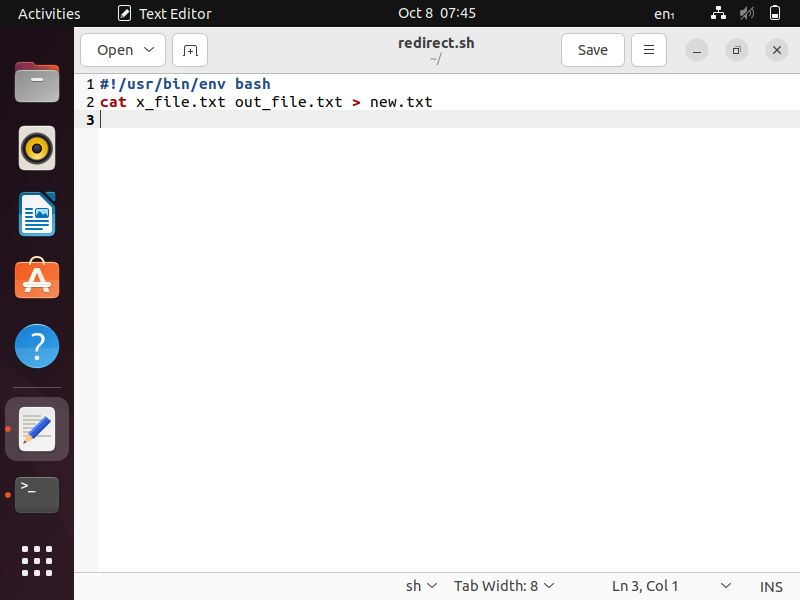 Activities
Text Editor
Oct 8 07:45
en₁
Open
redirect.sh
~/
Save
1 #!/usr/bin/env bash
2 cat x_file.txt out_file.txt > new.txt
3
>_
sh
Tab Width: 8
Ln 3, Col 1
INS